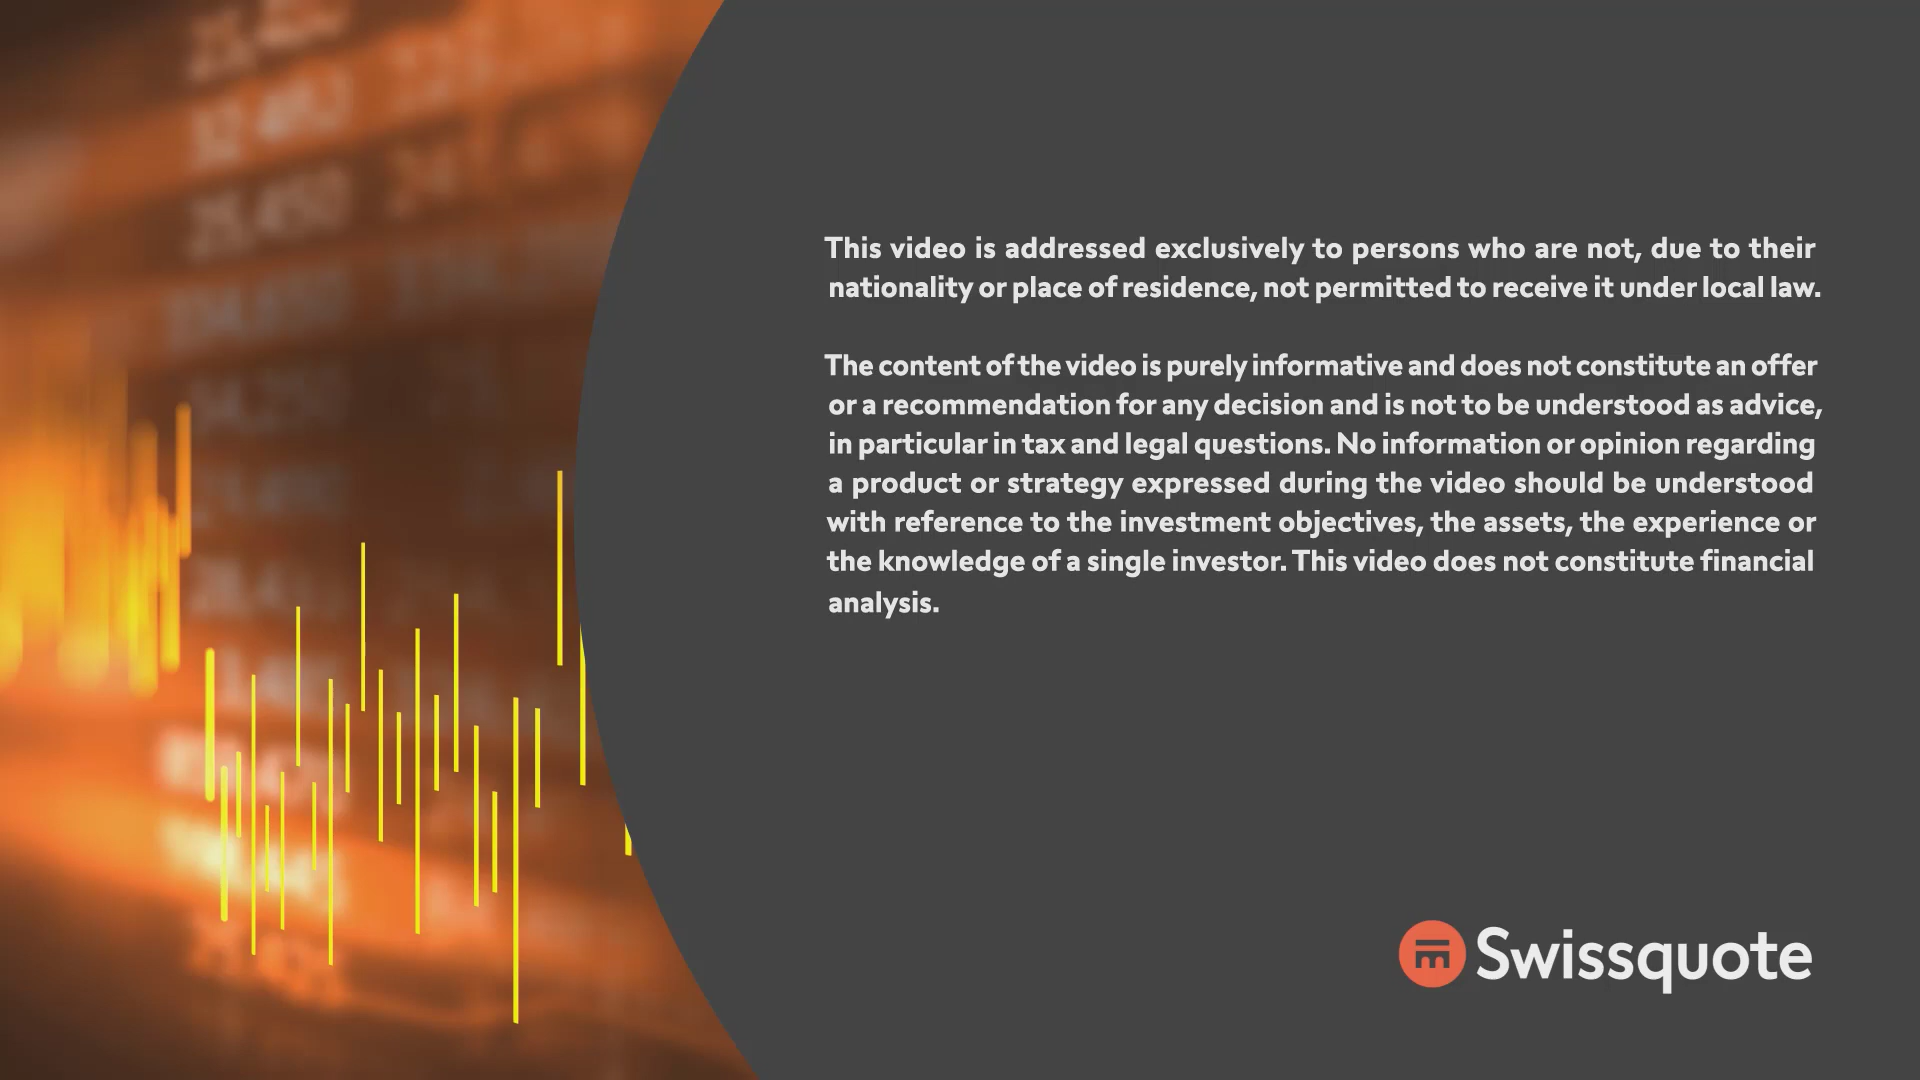 This video is addressed exclusively to persons who are not, due to their
nationality or place of residence, not permitted to receive it under local law.
The content of the video is purely informative and does not constitute an offer
or a recommendation for any decision and is not to be understood as advice,
in particular in tax and legal questions. No information or opinion regarding
a product or strategy expressed during the video should be understood
with reference to the investment objectives, the assets, the experience or
the knowledge of a single investor. This video does not constitute financial
analysis.
Swissquote